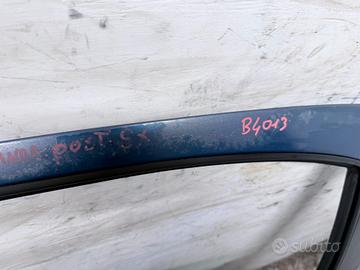 POST. SX
B4013
subito